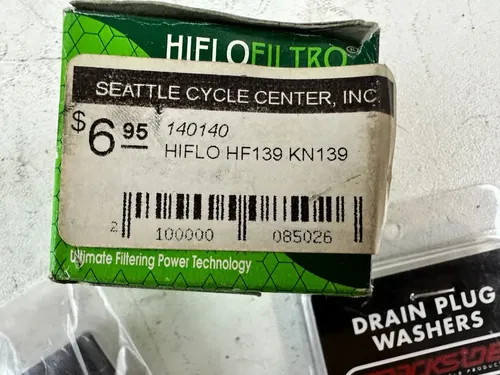 HIFLOFILTRO®
SEATTLE CYCLE CENTER, INC
$6.95
140140
HIFLO HF139 KN139
2 100000 085026
Ultimate Filtering Power Technology
DRAIN PLUG
WASHERS